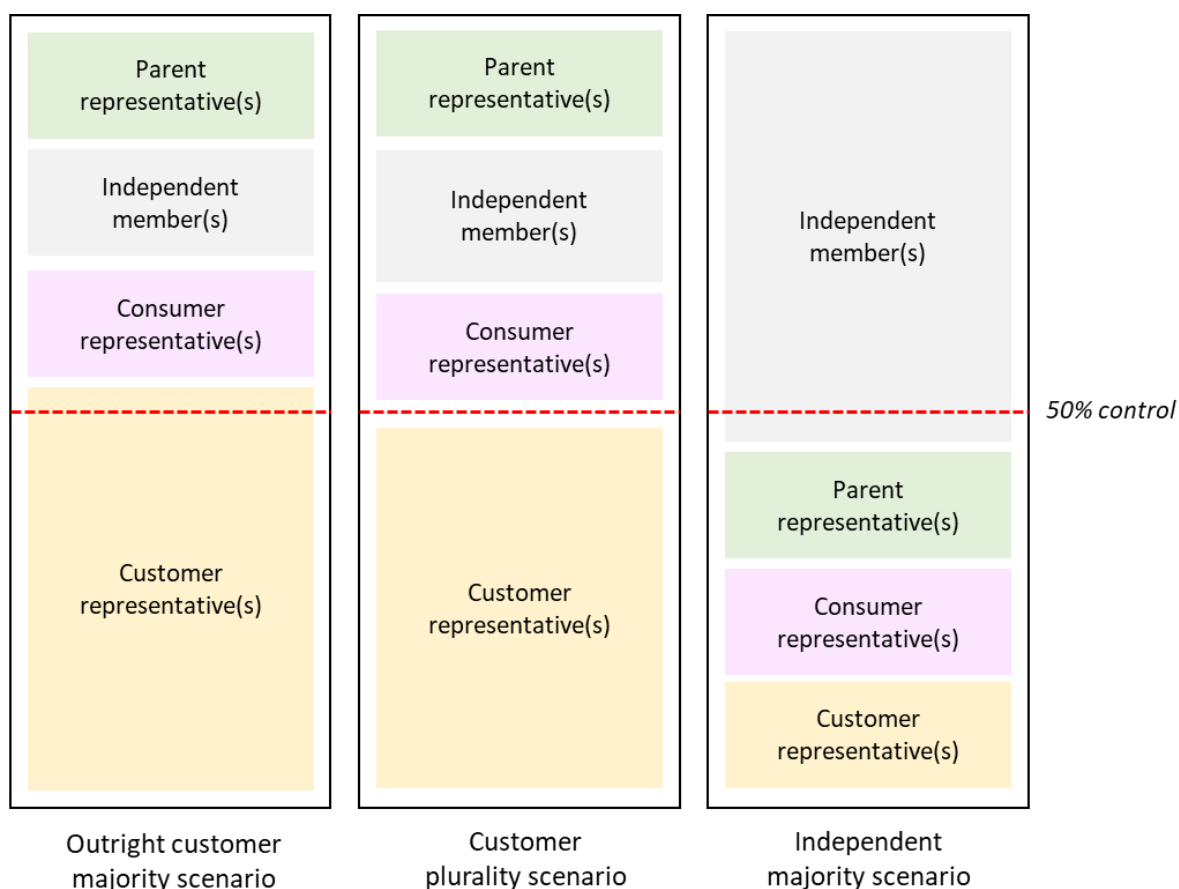 Parent
representative(s)
Independent
member(s)
Consumer
representative(s)
Customer
representative(s)
Outright customer
majority scenario
Parent
representative(s)
Independent
member(s)
Consumer
representative(s)
Customer
representative(s)
Customer
plurality scenario
Independent
member(s)
Parent
representative(s)
Consumer
representative(s)
Customer
representative(s)
Independent
majority scenario
50% control